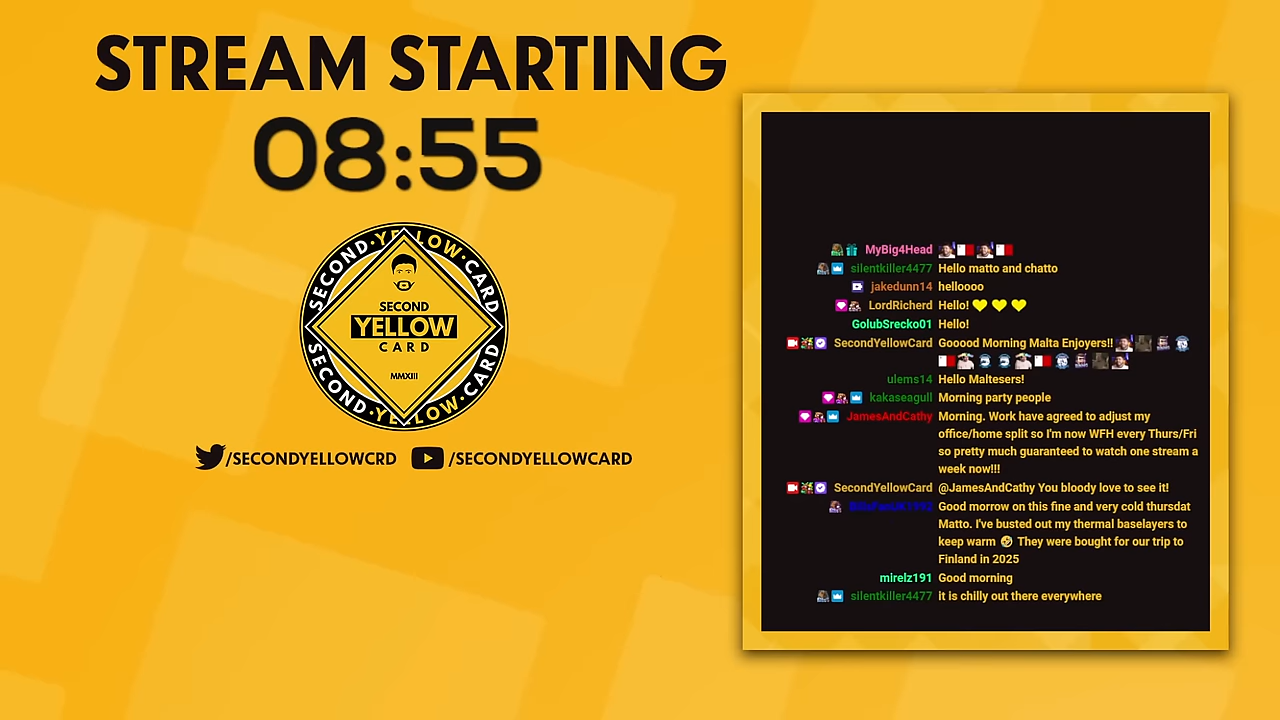 STREAM STARTING
08:55
SECOND·YELLOW·CARD
SECOND
YELLOW
CARD
MMXIII
SECOND·YELLOW·CARD
/SECONDYELLOWCRD /SECONDYELLOWCARD
MyBig4Head
silentkiller4477 Hello matto and chatto
jakedunn14 helloooo
LordRicherd Hello! 💛 💛 💛
GolubSrecko01 Hello!
SecondYellowCard Gooood Morning Malta Enjoyers!!
ulems14 Hello Maltesers!
kakaseagull Morning party people
JamesAndCathy Morning. Work have agreed to adjust my
office/home split so I'm now WFH every Thurs/Fri
so pretty much guaranteed to watch one stream a
week now!!!
SecondYellowCard @JamesAndCathy You bloody love to see it!
Good morrow on this fine and very cold thursdat
Matto. I've busted out my thermal baselayers to
keep warm 🤣 They were bought for our trip to
Finland in 2025
mirelz191 Good morning
silentkiller4477 it is chilly out there everywhere